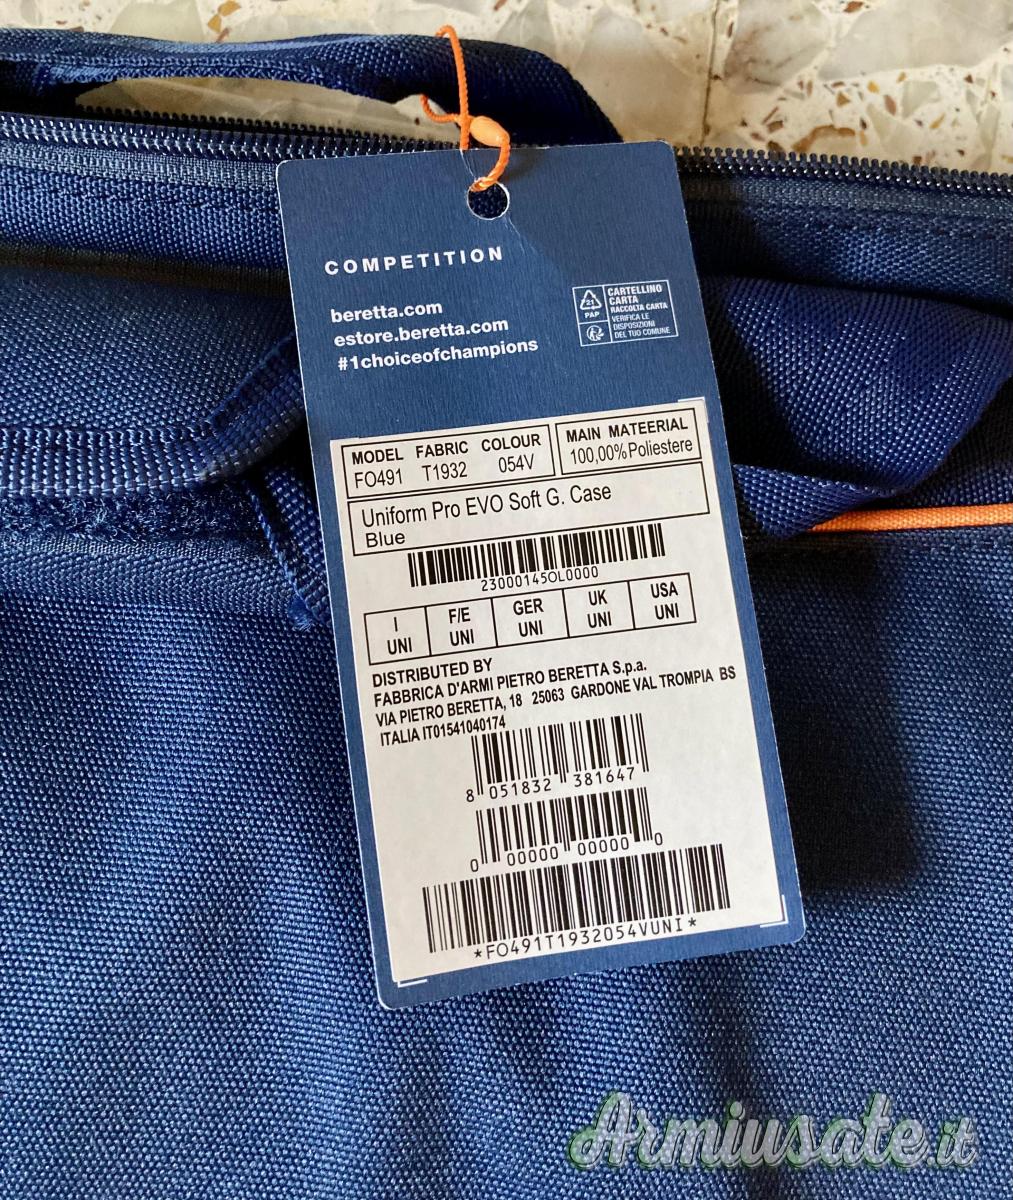 COMPETITION
beretta.com
estore.beretta.com
#1choiceofchampions
21
PAP
CARTELLINO
CARTA
RACCOLTA CARTA
VERIFICA LE
DISPOSIZIONI
DEL TUO COMUNE
MODEL FABRIC COLOUR
FO491 T1932 054V
MAIN MATEERIAL
100,00%Poliestere
Uniform Pro EVO Soft G. Case
Blue
23000145OL0000
I F/E GER UK USA
UNI UNI UNI UNI UNI
DISTRIBUTED BY
FABBRICA D'ARMI PIETRO BERETTA S.p.a.
VIA PIETRO BERETTA, 18 25063 GARDONE VAL TROMPIA BS
ITALIA IT01541040174
8 051832 381647
0 00000 00000 0
*FO491T1932054VUNI*
Armiusate.it